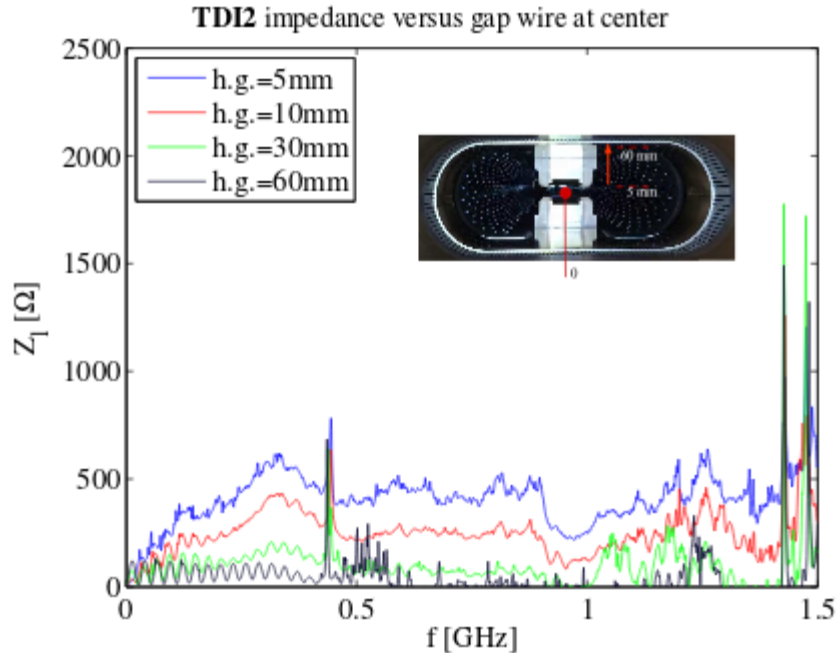 TDI2 impedance versus gap wire at center
2500
2000
1500
1000
500
0
Z_l [Ω]
h.g.=5mm
h.g.=10mm
h.g.=30mm
h.g.=60mm
60 mm
5 mm
0
0
0.5
1
1.5
f [GHz]